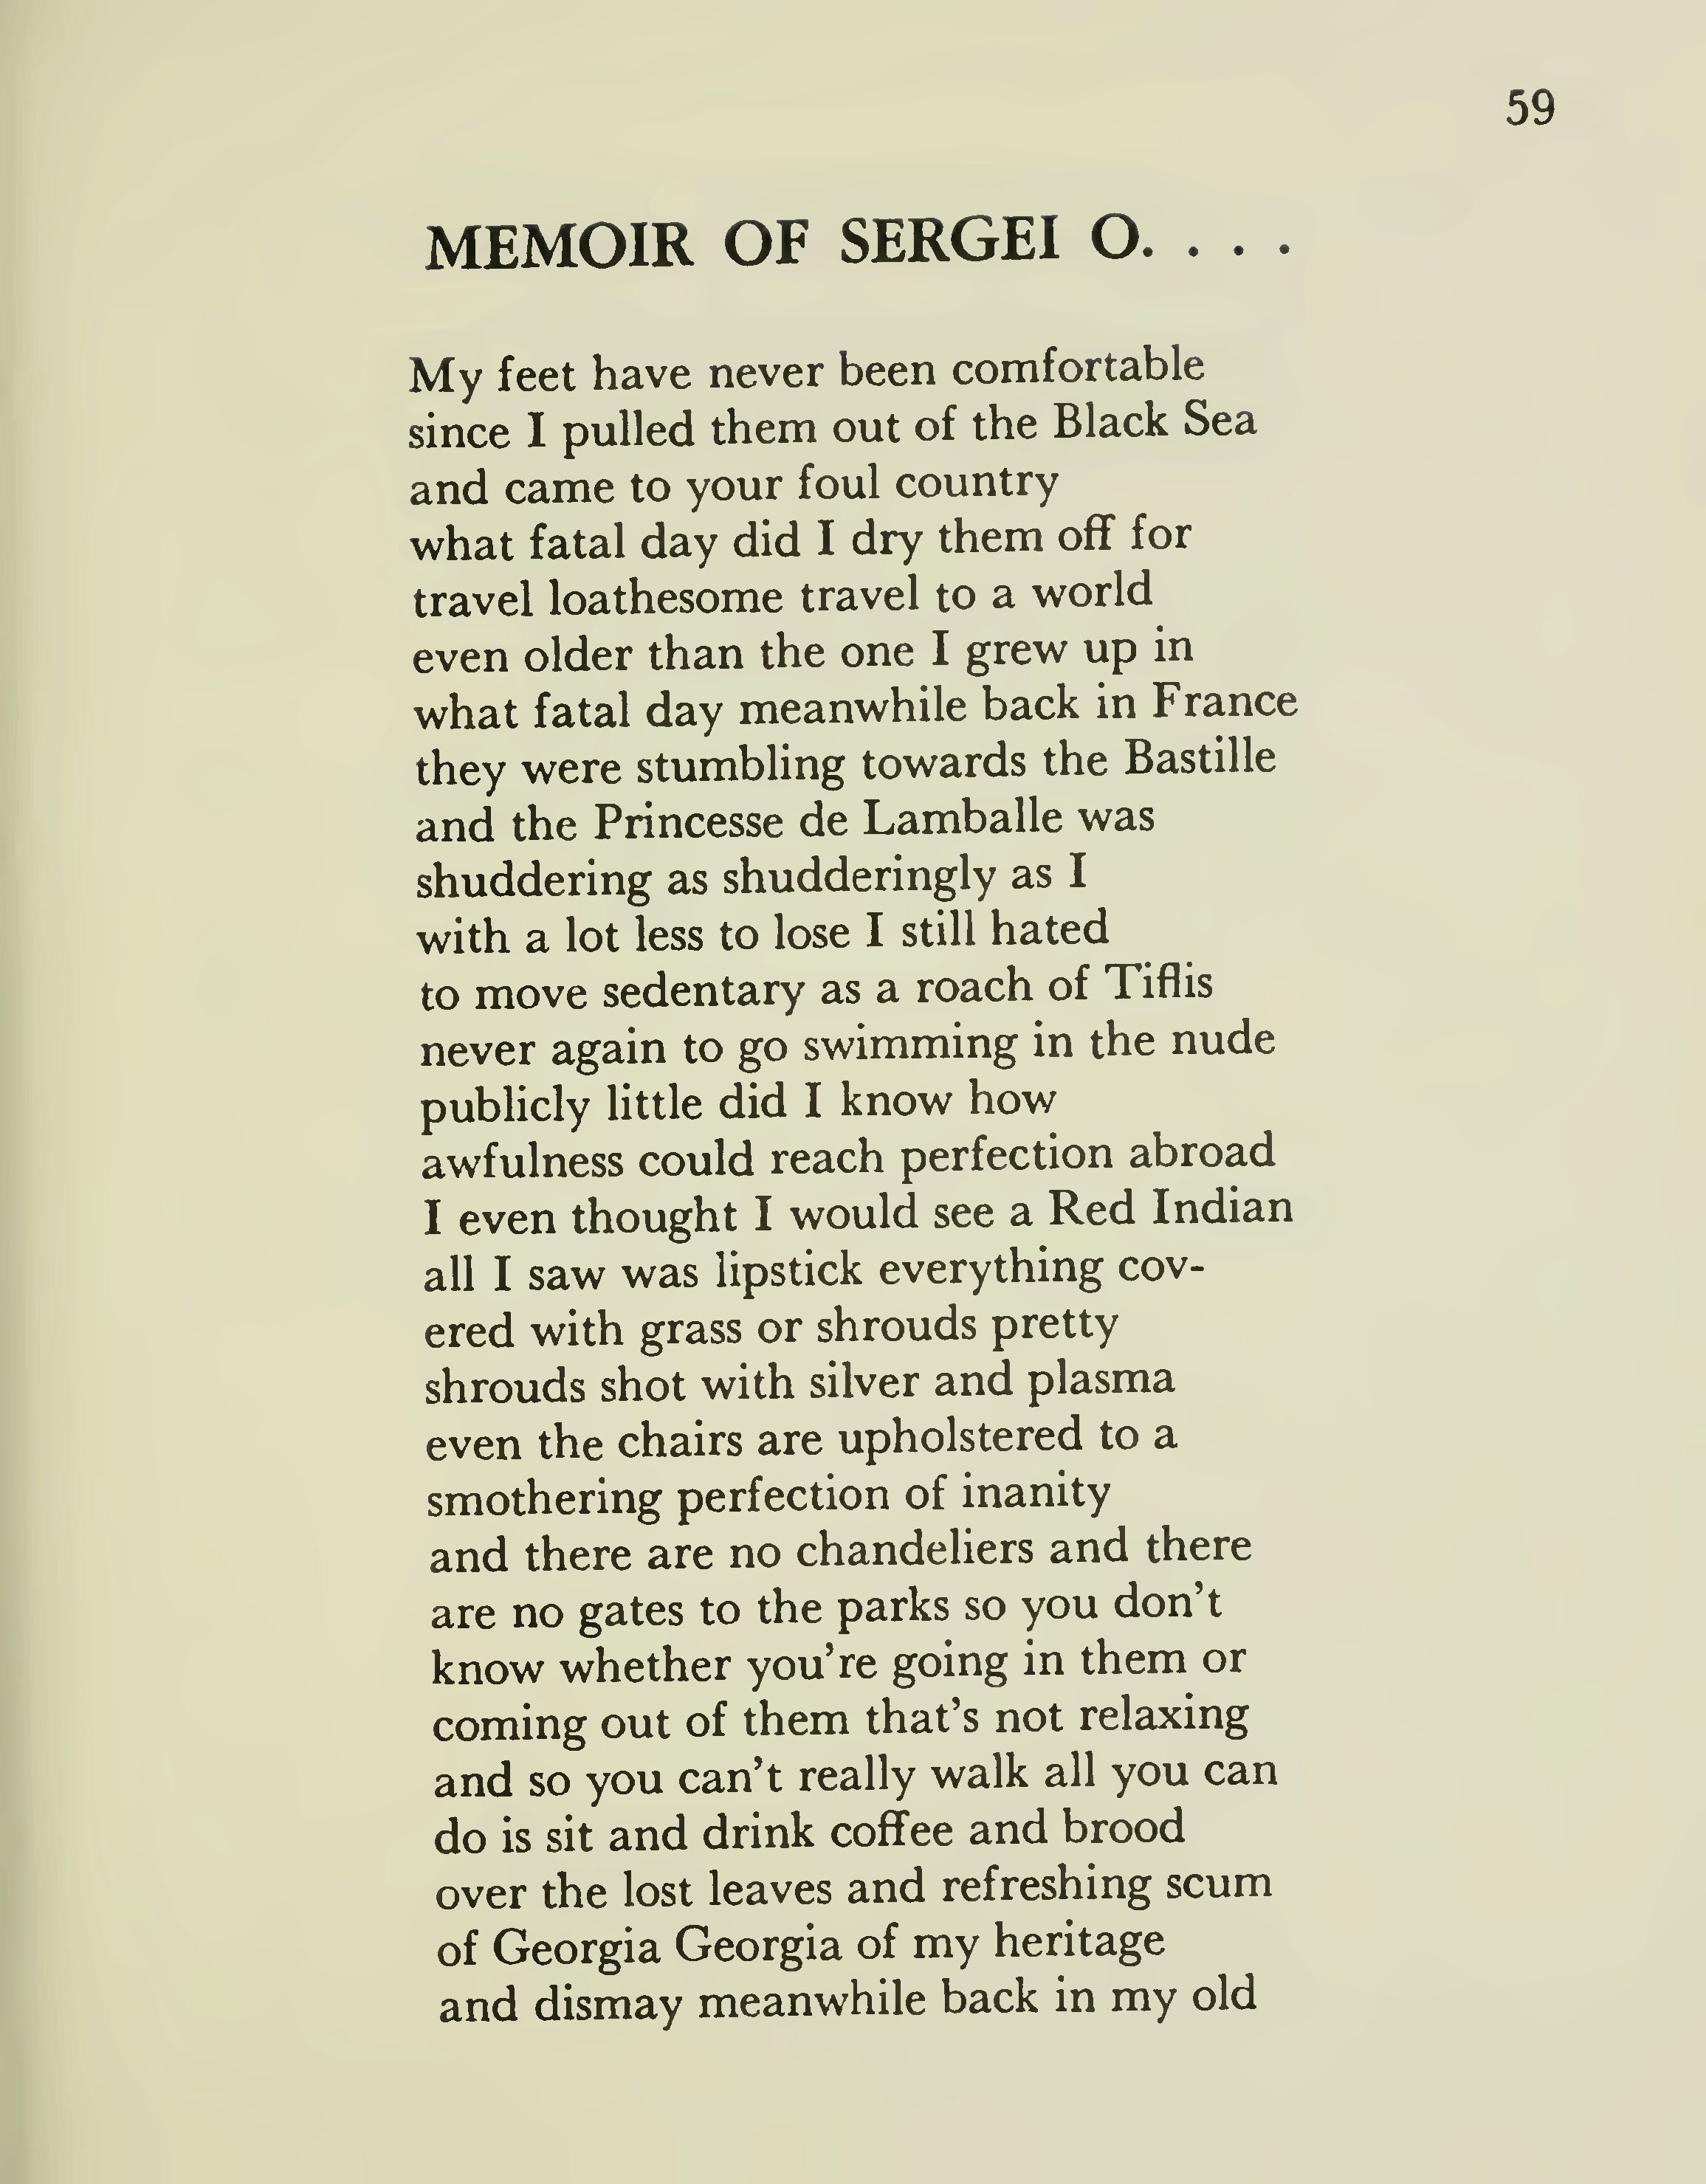 59
MEMOIR OF SERGEI O. . . .
My feet have never been comfortable
since I pulled them out of the Black Sea
and came to your foul country
what fatal day did I dry them off for
travel loathesome travel to a world
even older than the one I grew up in
what fatal day meanwhile back in France
they were stumbling towards the Bastille
and the Princesse de Lamballe was
shuddering as shudderingly as I
with a lot less to lose I still hated
to move sedentary as a roach of Tiflis
never again to go swimming in the nude
publicly little did I know how
awfulness could reach perfection abroad
I even thought I would see a Red Indian
all I saw was lipstick everything cov-
ered with grass or shrouds pretty
shrouds shot with silver and plasma
even the chairs are upholstered to a
smothering perfection of inanity
and there are no chandeliers and there
are no gates to the parks so you don't
know whether you're going in them or
coming out of them that's not relaxing
and so you can't really walk all you can
do is sit and drink coffee and brood
over the lost leaves and refreshing scum
of Georgia Georgia of my heritage
and dismay meanwhile back in my old